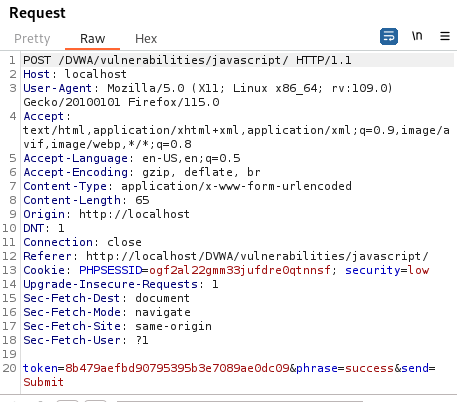 Request
Pretty Raw Hex \n
1 POST /DVWA/vulnerabilities/javascript/ HTTP/1.1
2 Host: localhost
3 User-Agent: Mozilla/5.0 (X11; Linux x86_64; rv:109.0)
Gecko/20100101 Firefox/115.0
4 Accept:
text/html,application/xhtml+xml,application/xml;q=0.9,image/a
vif,image/webp,*/*;q=0.8
5 Accept-Language: en-US,en;q=0.5
6 Accept-Encoding: gzip, deflate, br
7 Content-Type: application/x-www-form-urlencoded
8 Content-Length: 65
9 Origin: http://localhost
10 DNT: 1
11 Connection: close
12 Referer: http://localhost/DVWA/vulnerabilities/javascript/
13 Cookie: PHPSESSID=ogf2al22gmm33jufdre0qtnnsf; security=low
14 Upgrade-Insecure-Requests: 1
15 Sec-Fetch-Dest: document
16 Sec-Fetch-Mode: navigate
17 Sec-Fetch-Site: same-origin
18 Sec-Fetch-User: ?1
19
20 token=8b479aefbd90795395b3e7089ae0dc09&phrase=success&send=
Submit